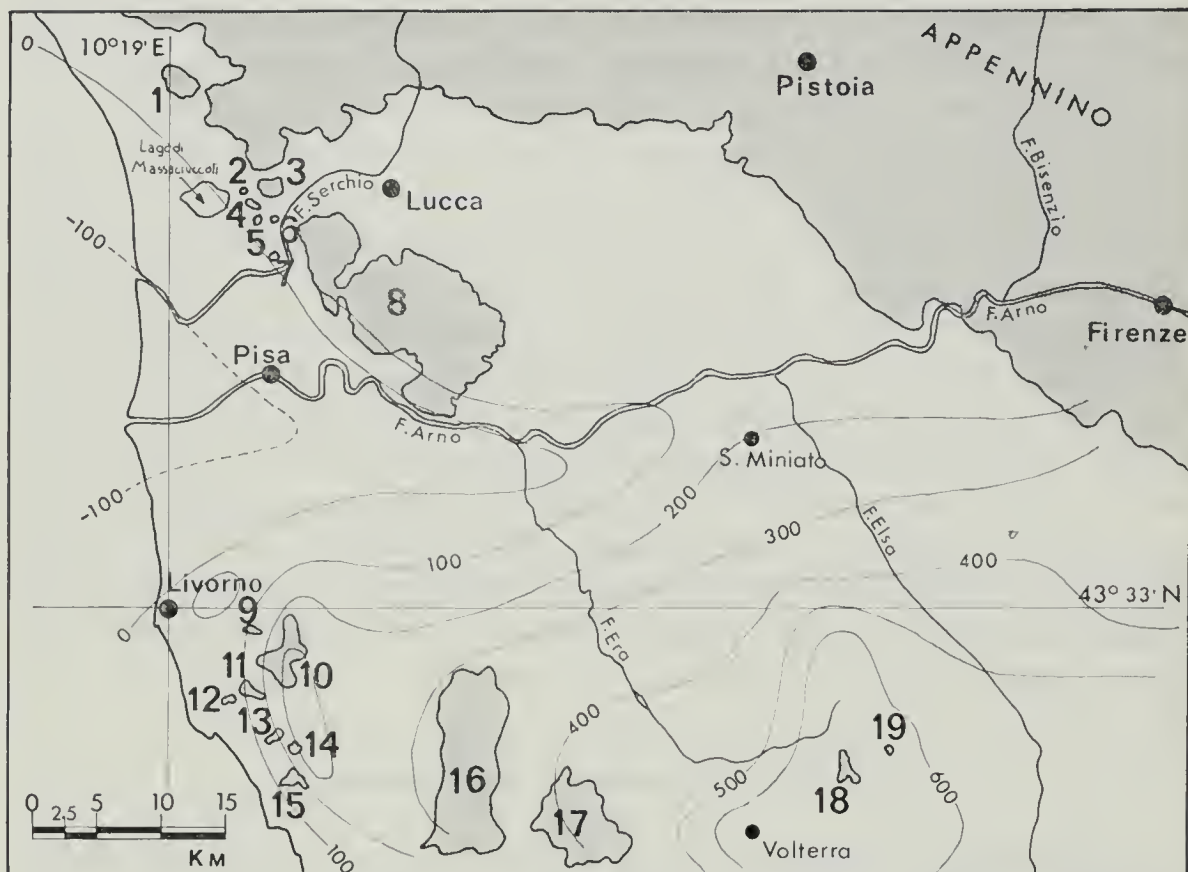 0
10°19' E
APPENNINO
Pistoia
1
Lago di
Massaciuccoli
2
3
F. Serchio
Lucca
F. Bisenzio
4
6
5
7
-100
8
F. Arno
Firenze
Pisa
F. Arno
S. Miniato
-100
200
F. Elsa
300
100
400
Livorno
43° 33' N
9
0
F. Era
11
10
12
13
14
400
19
15
16
17
500
18
600
0 2,5 5 10 15
KM
100
Volterra